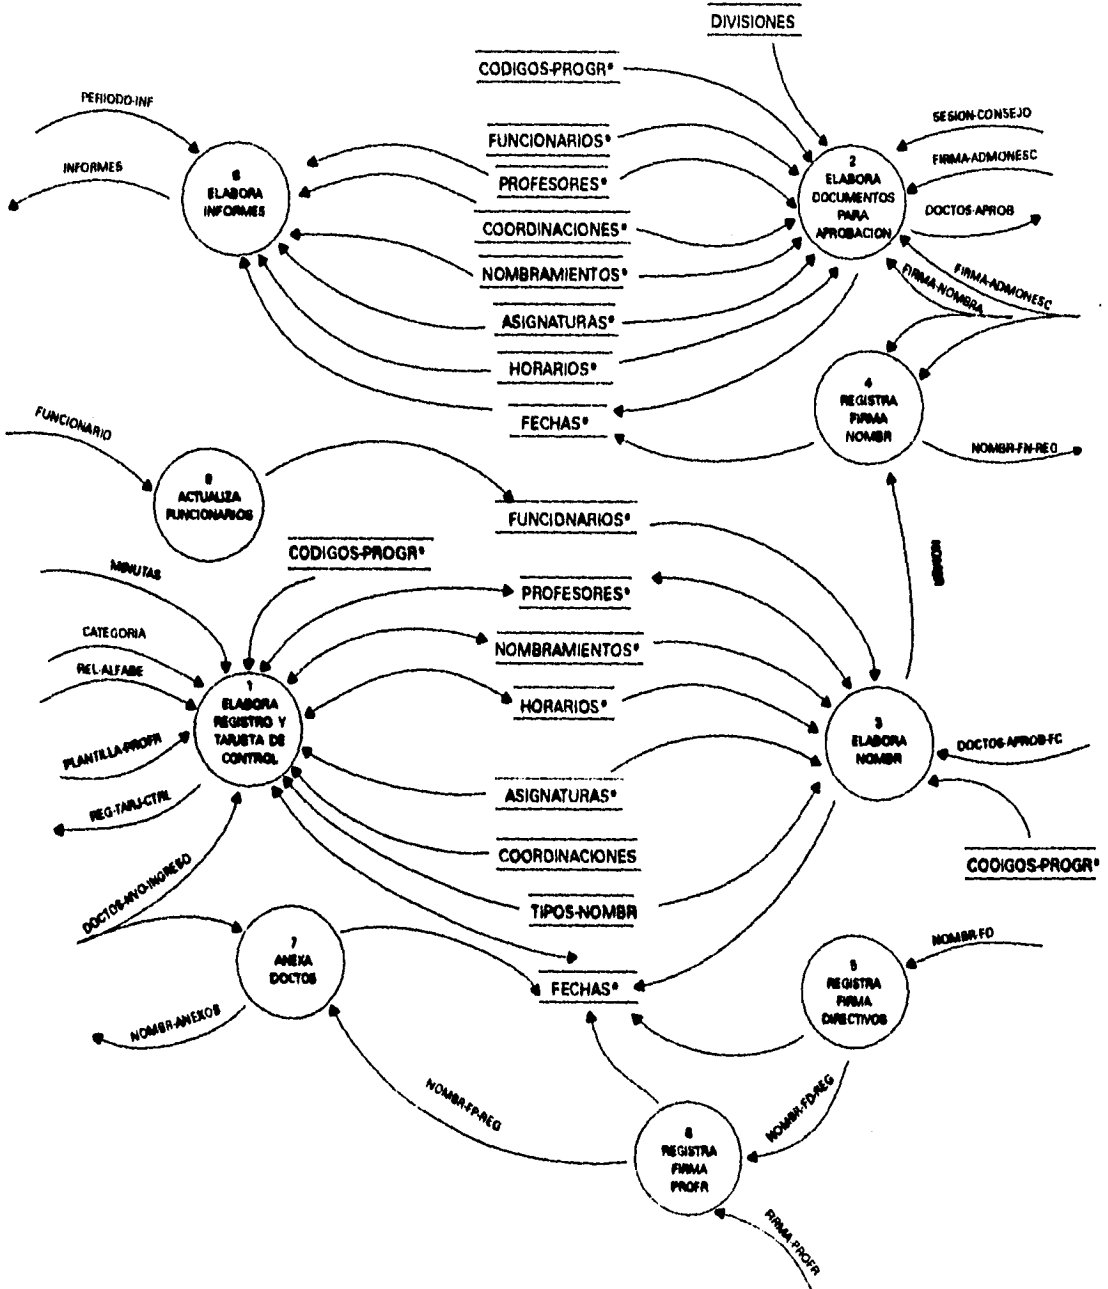 DIVISIONES
CODIGOS-PROGR*
PERIODO-INF
SESION-CONSEJO
FUNCIONARIOS*
2
ELABORA
DOCUMENTOS
PARA
APROBACION
FIRMA-ADMONESC
INFORMES
ELABORA
INFORMES
PROFESORES*
DOCTOS-APROB
COORDINACIONES*
NOMBRAMIENTOS*
FIRMA-ADMONESC
FIRMA-NOMBRA
ASIGNATURAS*
HORARIOS*
4
REGISTRA
FIRMA
NOMBR
FECHAS*
FUNCIONARIO
NOMBR-FN-REG
ACTUALIZA
FUNCIONARIOS
FUNCIONARIOS*
CODIGOS-PROGR*
NOMBR
MINUTAS
PROFESORES*
CATEGORIA
NOMBRAMIENTOS*
REL-ALFABE
1
ELABORA
REGISTRO Y
TARJETA DE
CONTROL
HORARIOS*
3
ELABORA
NOMBR
PLANTILLA-PROFR
DOCTOS-APROB-FC
REG-TARJ-CTRL
ASIGNATURAS*
COORDINACIONES
CODIGOS-PROGR*
DOCTOS-NVO-INGRESO
TIPOS-NOMBR
7
ANEXA
DOCTOS
NOMBR-FD
5
REGISTRA
FIRMA
DIRECTIVOS
FECHAS*
NOMBR-ANEXOS
NOMBR-FP-REG
NOMBR-FD-REG
6
REGISTRA
FIRMA
PROFR
FIRMA-PROFR